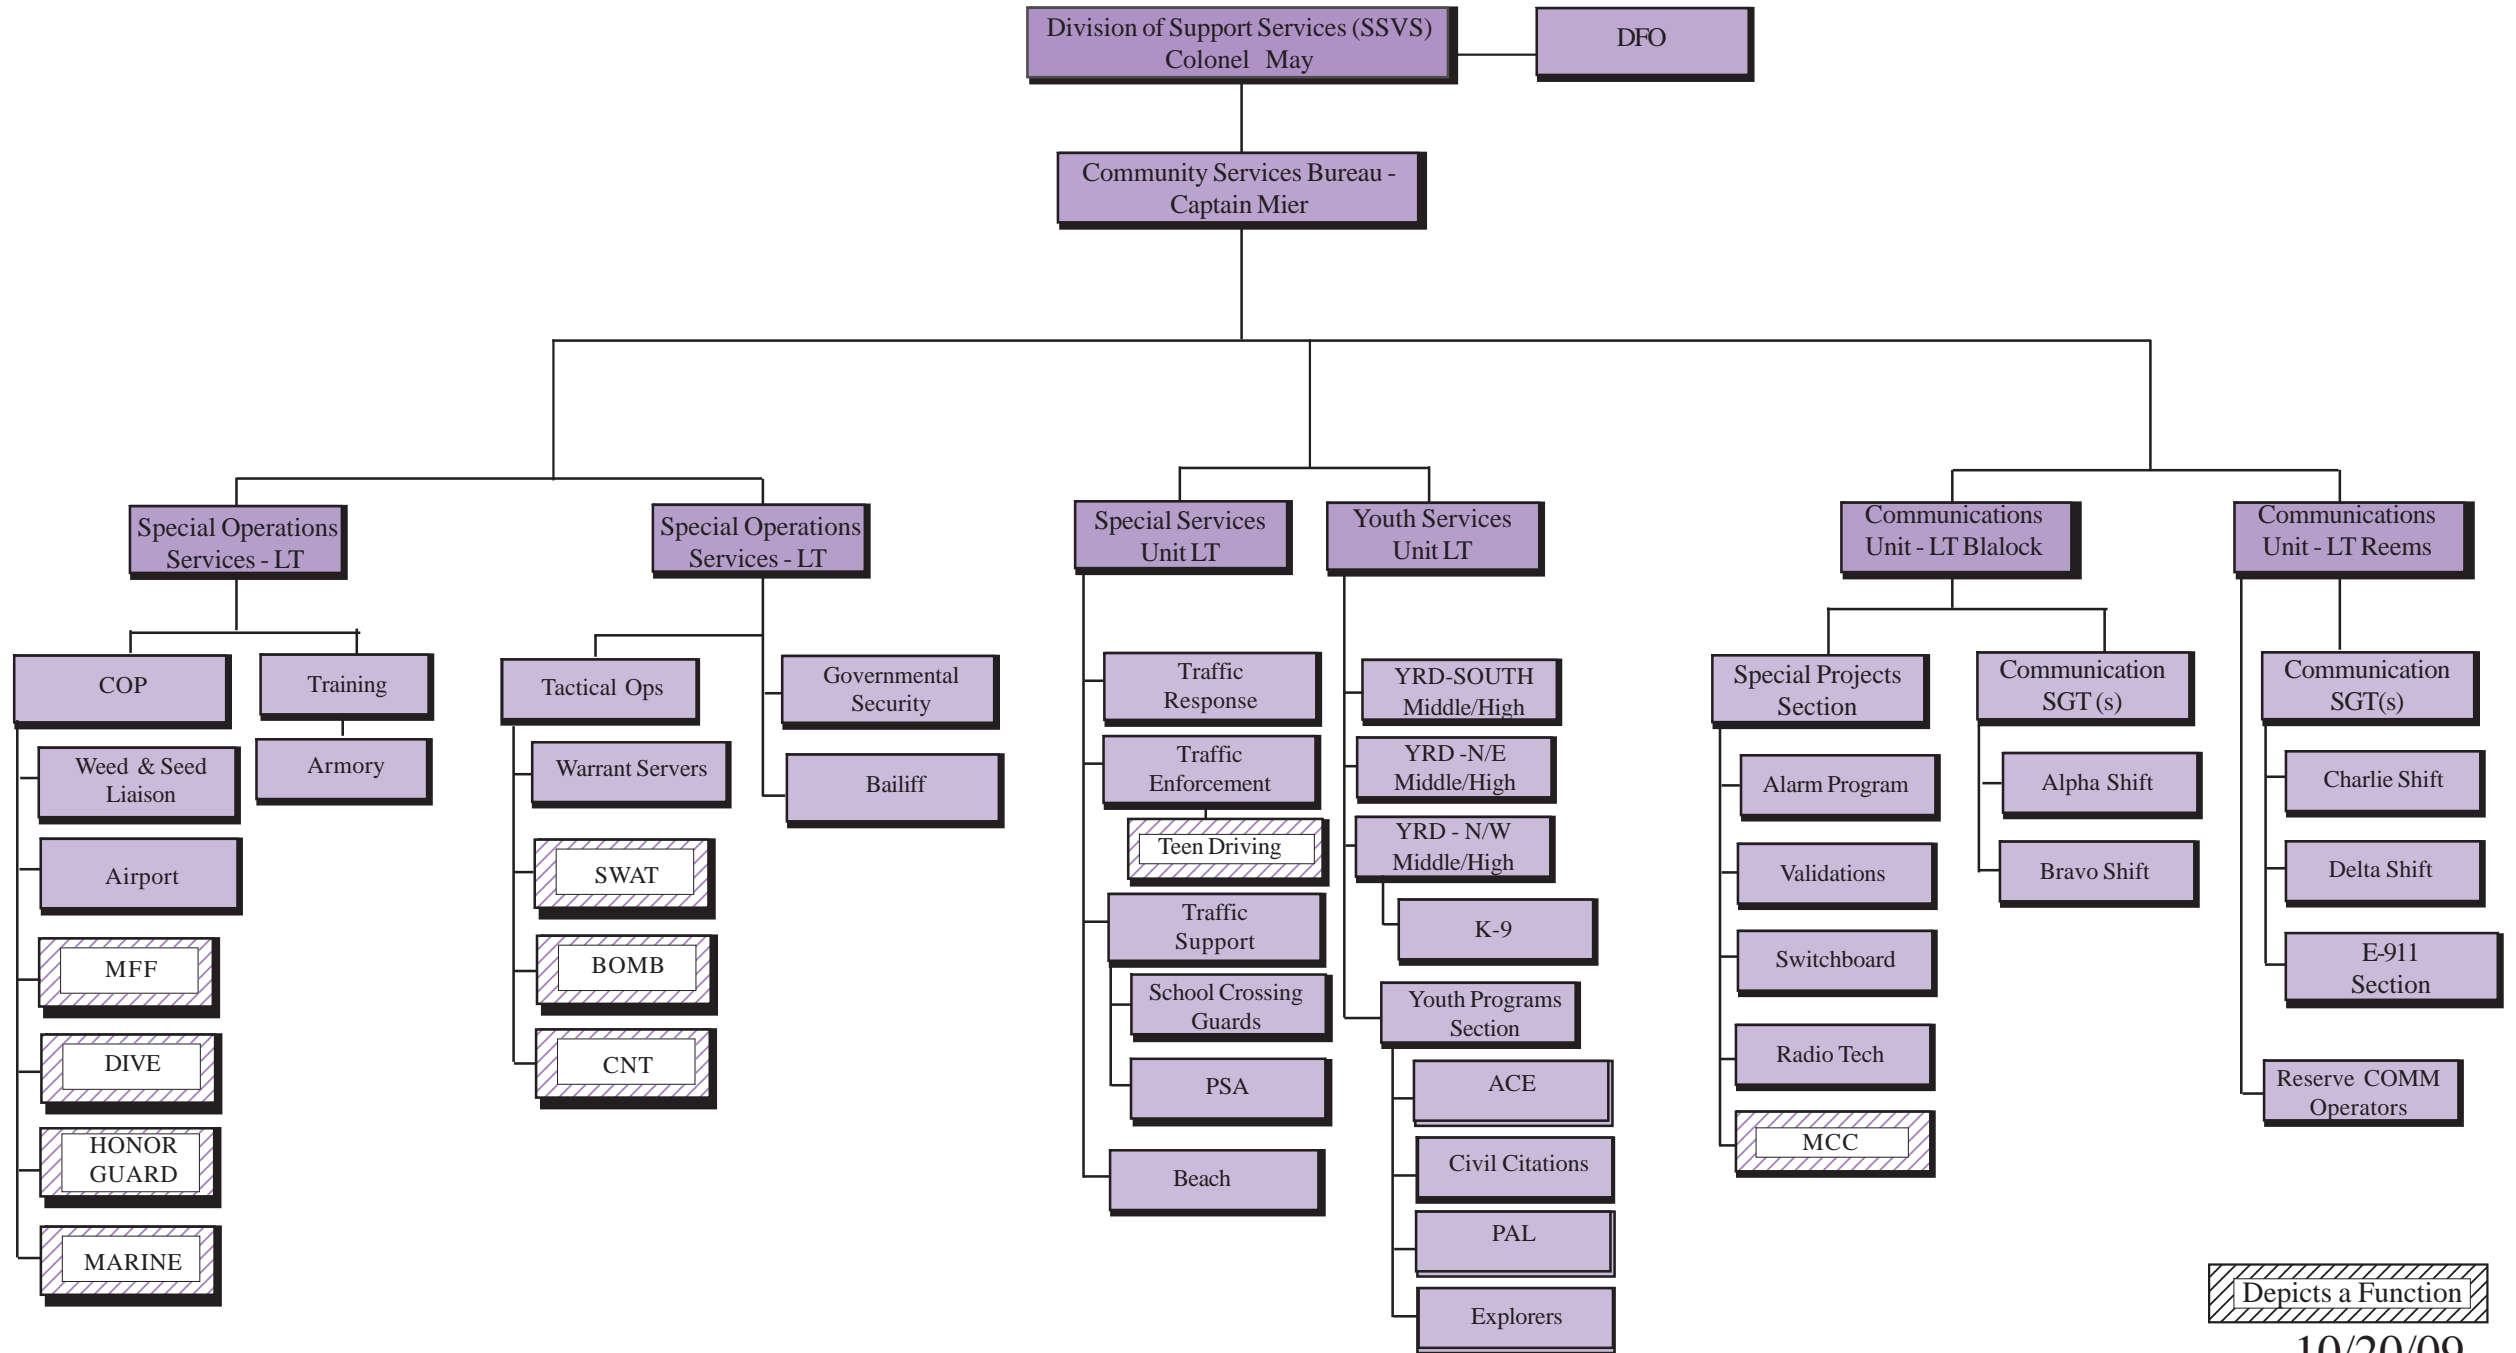 Division of Support Services (SSVS)
Colonel May
DFO
Community Services Bureau -
Captain Mier
Special Operations
Services - LT
Special Operations
Services - LT
Special Services
Unit LT
Youth Services
Unit LT
Communications
Unit - LT Blalock
Communications
Unit - LT Reems
COP
Training
Weed & Seed
Liaison
Armory
Airport
MFF
DIVE
HONOR
GUARD
MARINE
Tactical Ops
Governmental
Security
Warrant Servers
Bailiff
SWAT
BOMB
CNT
Traffic
Response
Traffic
Enforcement
Teen Driving
Traffic
Support
School Crossing
Guards
PSA
Beach
YRD-SOUTH
Middle/High
YRD -N/E
Middle/High
YRD - N/W
Middle/High
K-9
Youth Programs
Section
ACE
Civil Citations
PAL
Explorers
Special Projects
Section
Communication
SGT (s)
Alarm Program
Alpha Shift
Validations
Bravo Shift
Switchboard
Radio Tech
MCC
Communication
SGT(s)
Charlie Shift
Delta Shift
E-911
Section
Reserve COMM
Operators
Depicts a Function
10/20/09